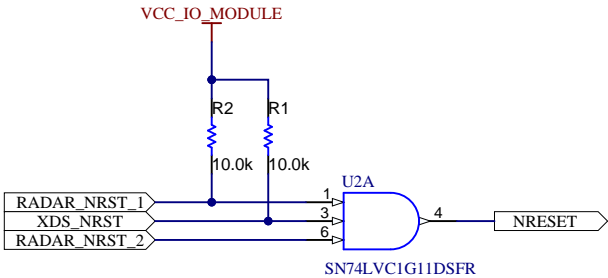 VCC_IO_MODULE
R2 R1
10.0k 10.0k
U2A
RADAR_NRST_1 1
XDS_NRST 3 4 NRESET
RADAR_NRST_2 6
SN74LVC1G11DSFR